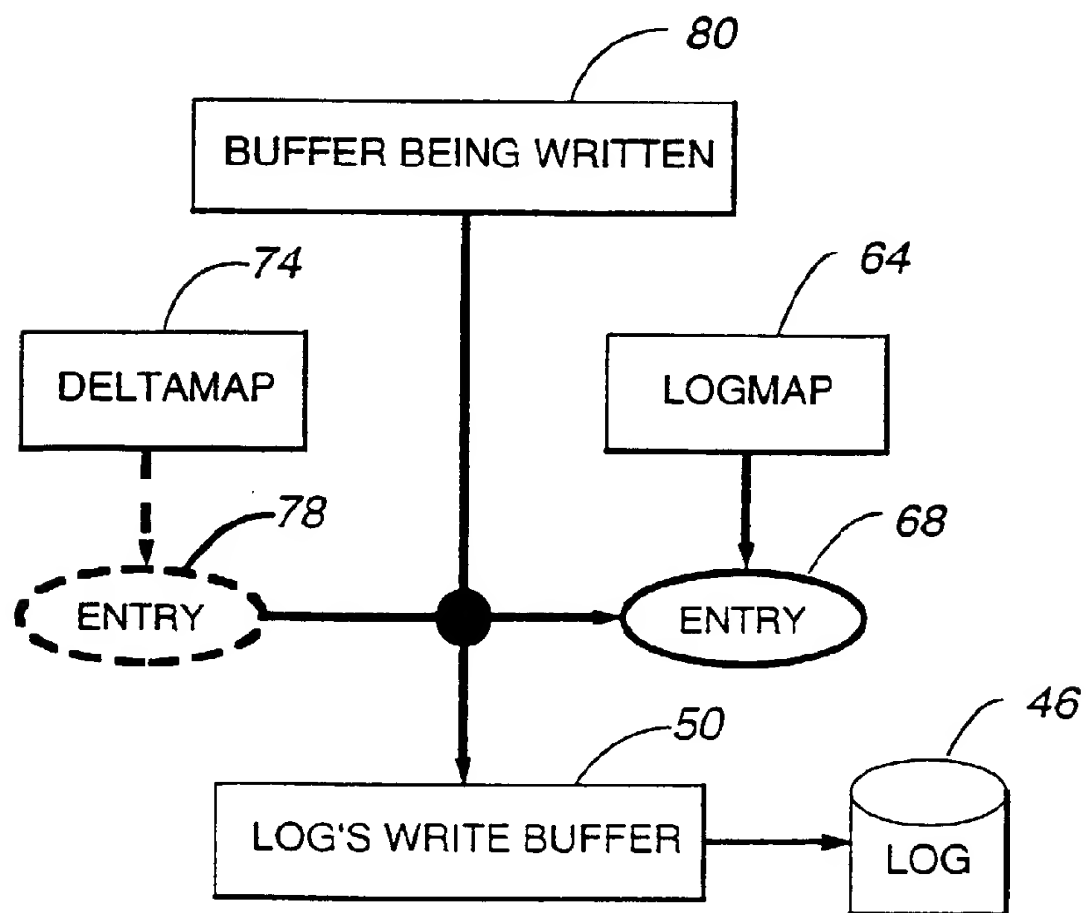 80
BUFFER BEING WRITTEN
74
64
DELTAMAP
LOGMAP
78
68
ENTRY
ENTRY
50
46
LOG'S WRITE BUFFER
LOG